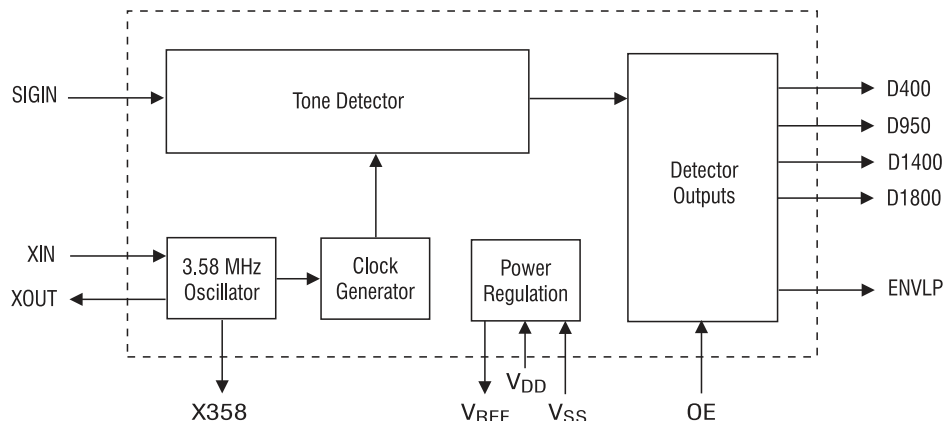 SIGIN
Tone Detector
D400
D950
D1400
D1800
Detector
Outputs
XIN
XOUT
3.58 MHz
Oscillator
Clock
Generator
Power
Regulation
ENVLP
X358
VREF
VDD
VSS
OE